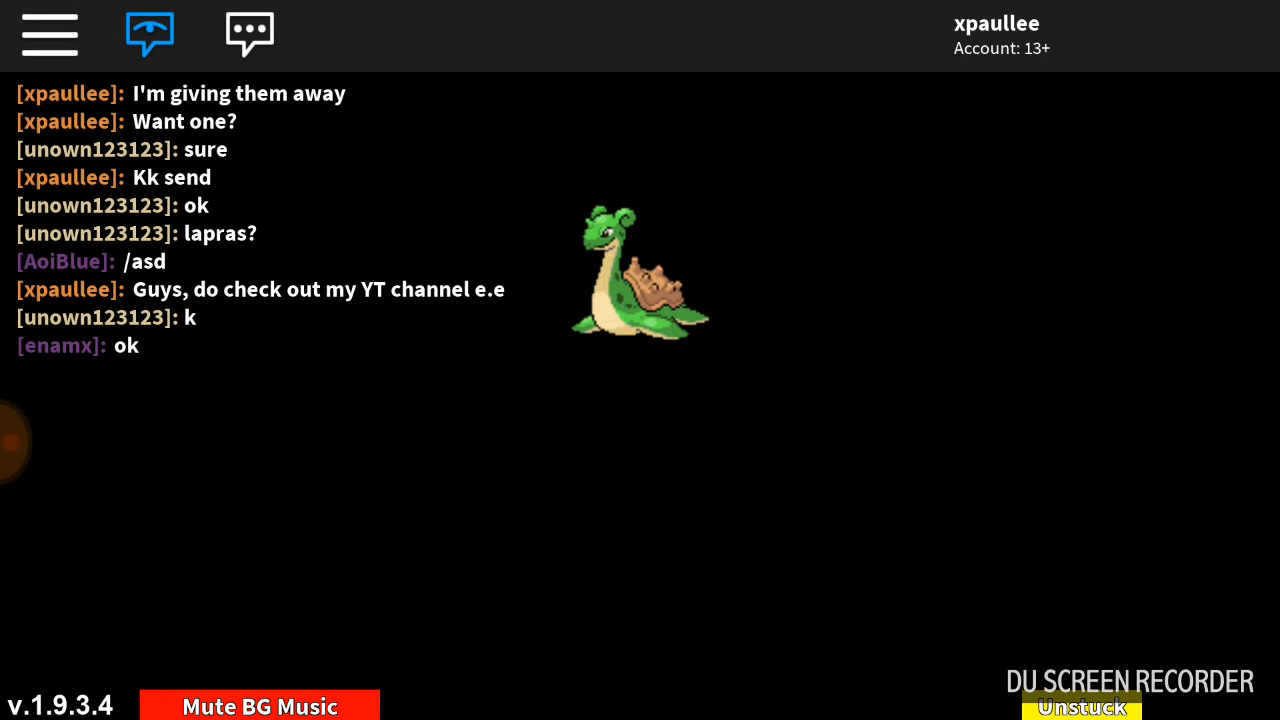 xpaullee
Account: 13+
[xpaullee]: I'm giving them away
[xpaullee]: Want one?
[unown123123]: sure
[xpaullee]: Kk send
[unown123123]: ok
[unown123123]: lapras?
[AoiBlue]: /asd
[xpaullee]: Guys, do check out my YT channel e.e
[unown123123]: k
[enamx]: ok
DU SCREEN RECORDER
v.1.9.3.4
Mute BG Music
Unstuck